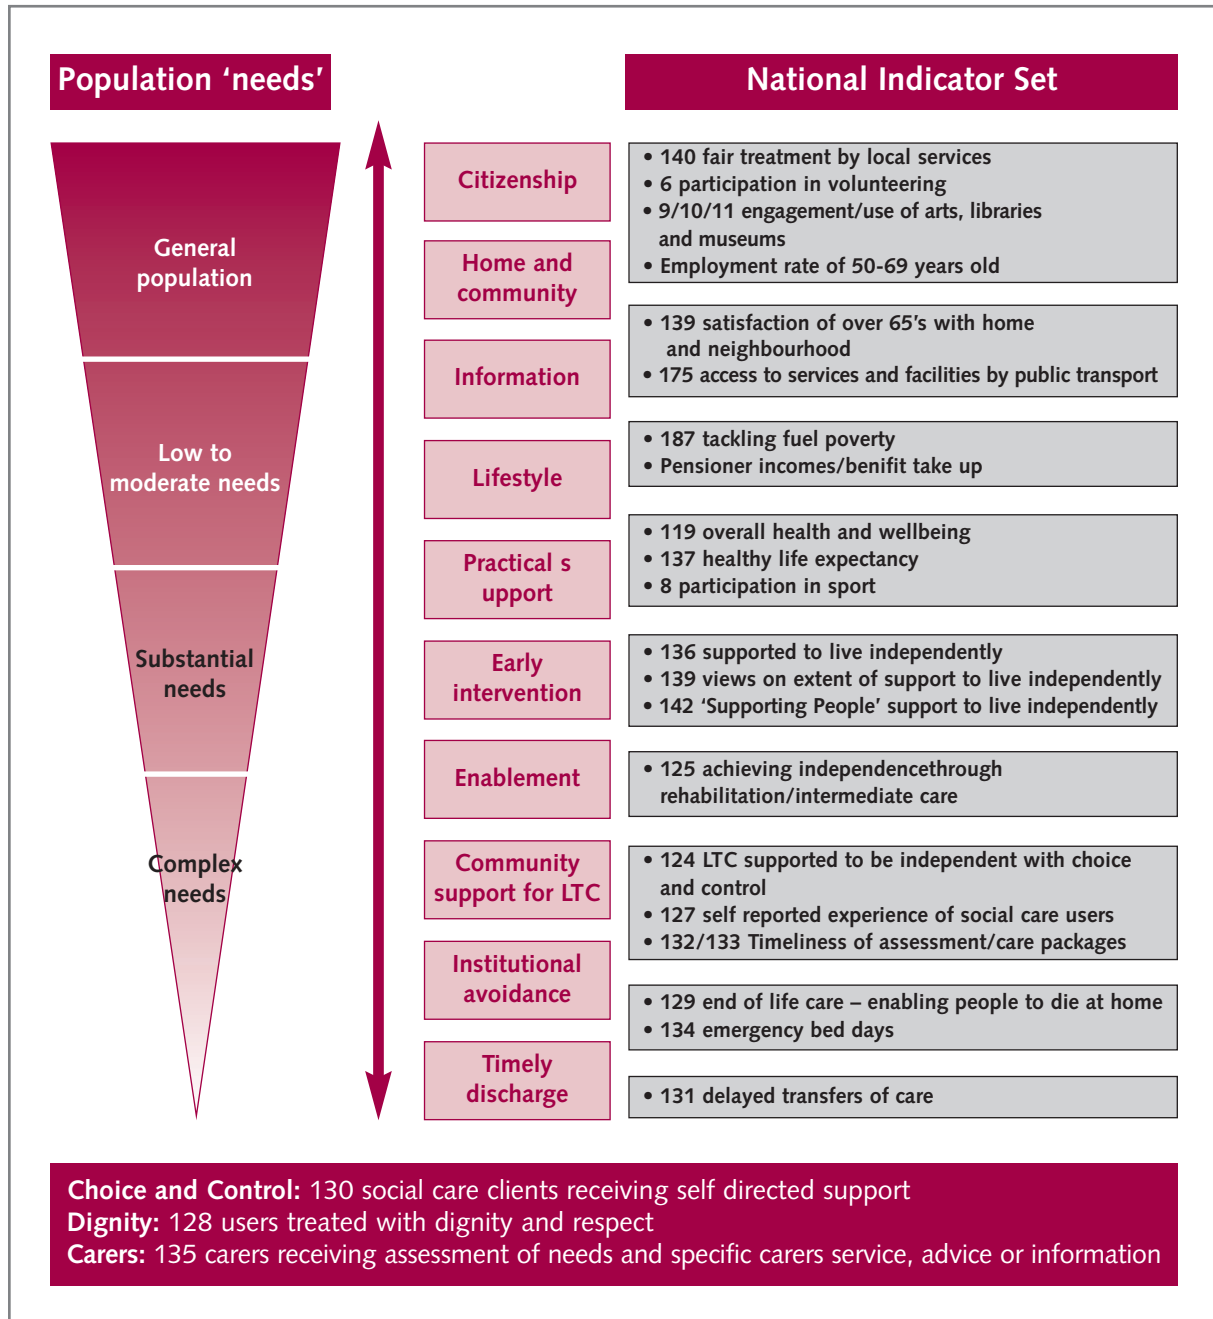 Population ‘needs’
National Indicator Set
General
population
Low to
moderate needs
Substantial
needs
Complex
needs
Citizenship
Home and
community
Information
Lifestyle
Practical s
upport
Early
intervention
Enablement
Community
support for LTC
Institutional
avoidance
Timely
discharge
• 140 fair treatment by local services
• 6 participation in volunteering
• 9/10/11 engagement/use of arts, libraries
and museums
• Employment rate of 50-69 years old
• 139 satisfaction of over 65's with home
and neighbourhood
• 175 access to services and facilities by public transport
• 187 tackling fuel poverty
• Pensioner incomes/benifit take up
• 119 overall health and wellbeing
• 137 healthy life expectancy
• 8 participation in sport
• 136 supported to live independently
• 139 views on extent of support to live independently
• 142 ‘Supporting People’ support to live independently
• 125 achieving independencethrough
rehabilitation/intermediate care
• 124 LTC supported to be independent with choice
and control
• 127 self reported experience of social care users
• 132/133 Timeliness of assessment/care packages
• 129 end of life care – enabling people to die at home
• 134 emergency bed days
• 131 delayed transfers of care
Choice and Control: 130 social care clients receiving self directed support
Dignity: 128 users treated with dignity and respect
Carers: 135 carers receiving assessment of needs and specific carers service, advice or information